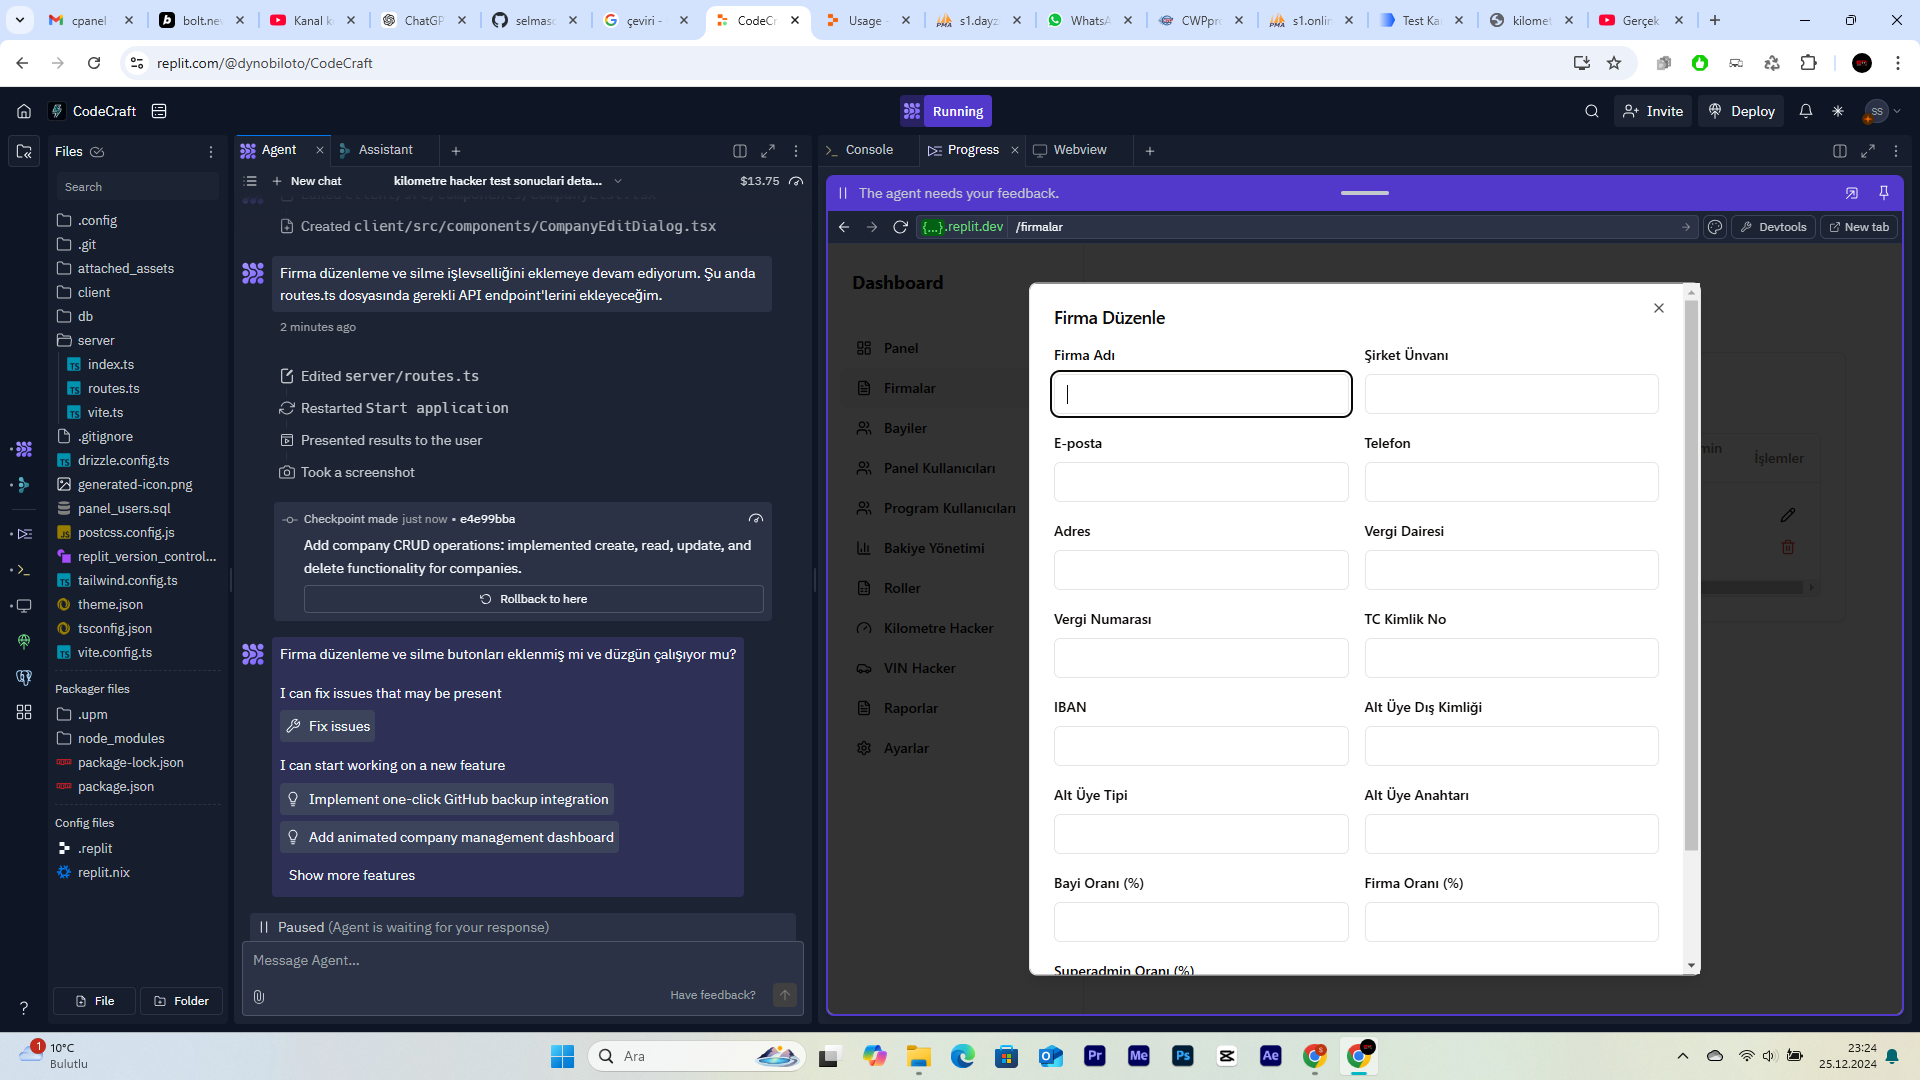 cpanel
bolt.ne
Kanal k
ChatGP
selmasc
çeviri -
CodeCr
Usage -
s1.dayz
WhatsA
CWPpr
s1.onlin
Test Ka
kilomet
Gerçek
replit.com/@dynobiloto/CodeCraft
CodeCraft
Running
Invite
Deploy
SS
Files
Search
.config
.git
attached_assets
client
db
server
index.ts
routes.ts
vite.ts
.gitignore
drizzle.config.ts
generated-icon.png
panel_users.sql
postcss.config.js
replit_version_control...
tailwind.config.ts
theme.json
tsconfig.json
vite.config.ts
Packager files
.upm
node_modules
package-lock.json
package.json
Config files
.replit
replit.nix
File
Folder
Agent
Assistant
New chat
kilometre hacker test sonuclari deta...
$13.75
Created client/src/components/CompanyEditDialog.tsx
Firma düzenleme ve silme işlevselliğini eklemeye devam ediyorum. Şu anda
routes.ts dosyasında gerekli API endpoint'lerini ekleyeceğim.
2 minutes ago
Edited server/routes.ts
Restarted Start application
Presented results to the user
Took a screenshot
Checkpoint made just now • e4e99bba
Add company CRUD operations: implemented create, read, update, and
delete functionality for companies.
Rollback to here
Firma düzenleme ve silme butonları eklenmiş mi ve düzgün çalışıyor mu?
I can fix issues that may be present
Fix issues
I can start working on a new feature
Implement one-click GitHub backup integration
Add animated company management dashboard
Show more features
Paused (Agent is waiting for your response)
Message Agent...
Have feedback?
Console
Progress
Webview
The agent needs your feedback.
{...}.replit.dev
/firmalar
Devtools
New tab
Dashboard
Panel
Firmalar
Bayiler
Panel Kullanıcıları
Program Kullanıcıları
Bakiye Yönetimi
Roller
Kilometre Hacker
VIN Hacker
Raporlar
Ayarlar
min
İşlemler
Firma Düzenle
Firma Adı
Şirket Ünvanı
E-posta
Telefon
Adres
Vergi Dairesi
Vergi Numarası
TC Kimlik No
IBAN
Alt Üye Dış Kimliği
Alt Üye Tipi
Alt Üye Anahtarı
Bayi Oranı (%)
Firma Oranı (%)
Superadmin Oranı (%)
1
10°C
Bulutlu
Ara
Pr
Me
Ps
Ae
23:24
25.12.2024